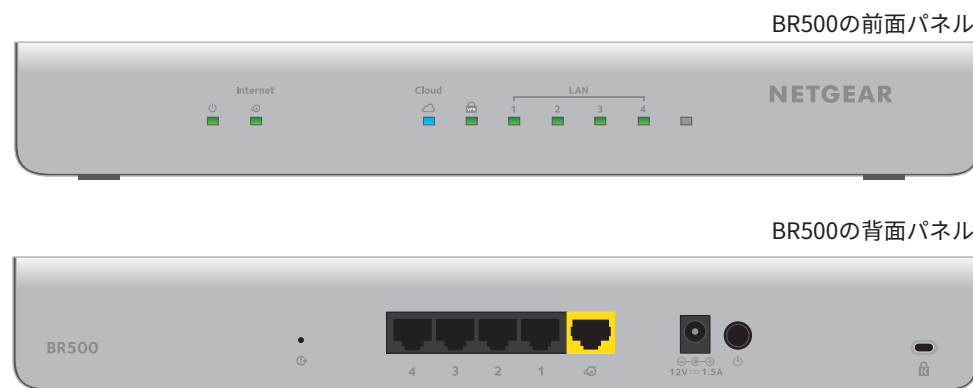 BR500の前面パネル
Internet
Cloud
LAN
VPN
1 2 3 4
NETGEAR
BR500の背面パネル
BR500
4 3 2 1
12V 1.5A
K